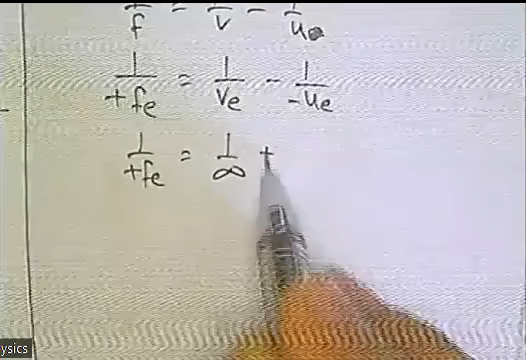 1/f = 1/v - 1/u
1/+fe = 1/ve - 1/-ue
1/+fe = 1/∞ +
ysics